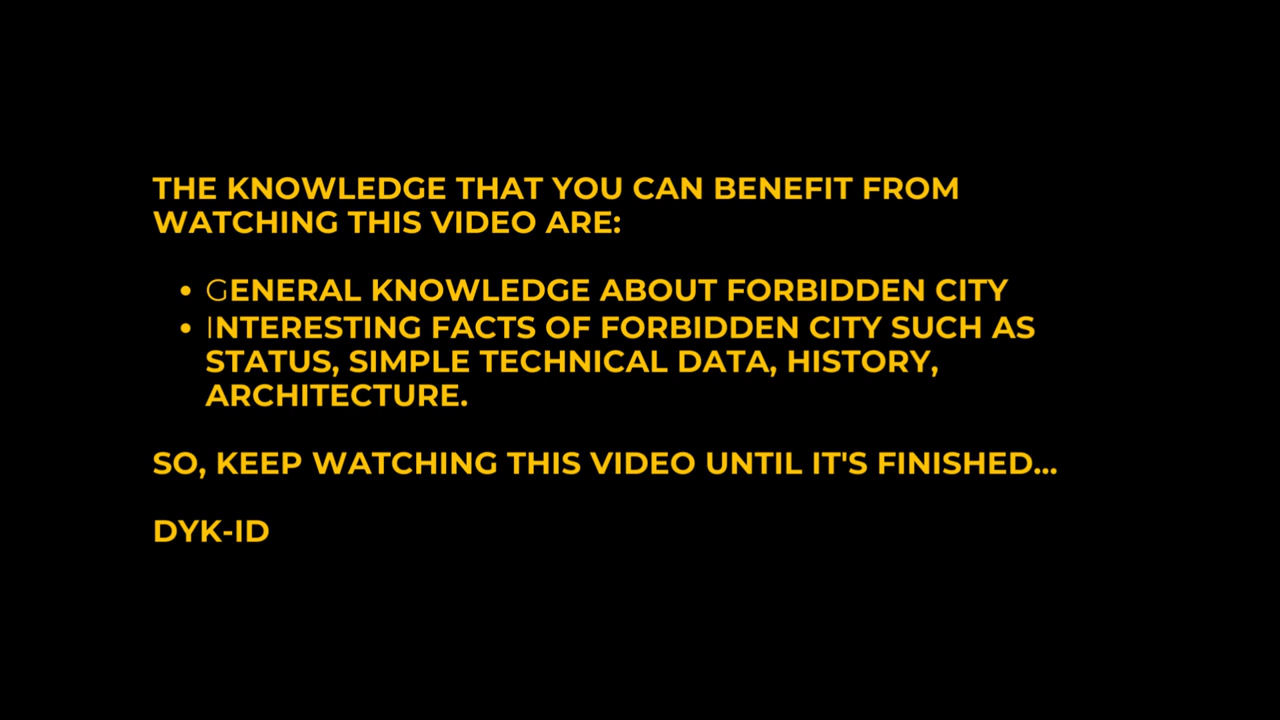 THE KNOWLEDGE THAT YOU CAN BENEFIT FROM
WATCHING THIS VIDEO ARE:
• GENERAL KNOWLEDGE ABOUT FORBIDDEN CITY
• INTERESTING FACTS OF FORBIDDEN CITY SUCH AS
STATUS, SIMPLE TECHNICAL DATA, HISTORY,
ARCHITECTURE.
SO, KEEP WATCHING THIS VIDEO UNTIL IT'S FINISHED...
DYK-ID